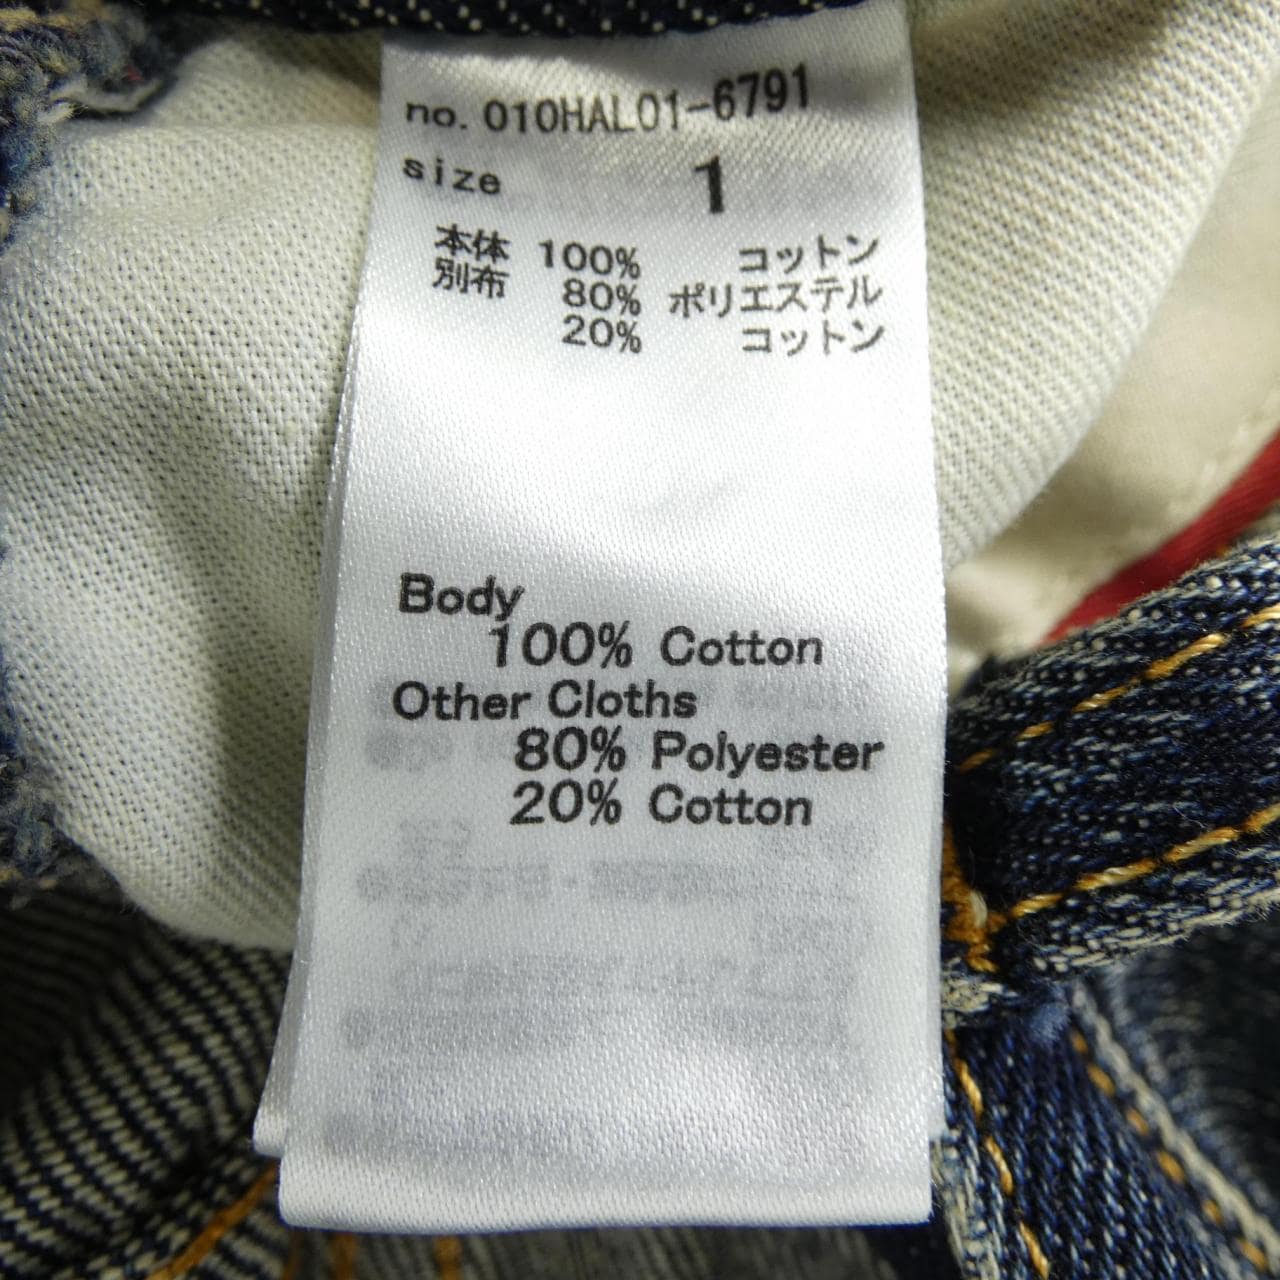 no. 010HAL01-6791
size 1
本体 100% コットン
別布 80% ポリエステル
20% コットン
Body
100% Cotton
Other Cloths
80% Polyester
20% Cotton